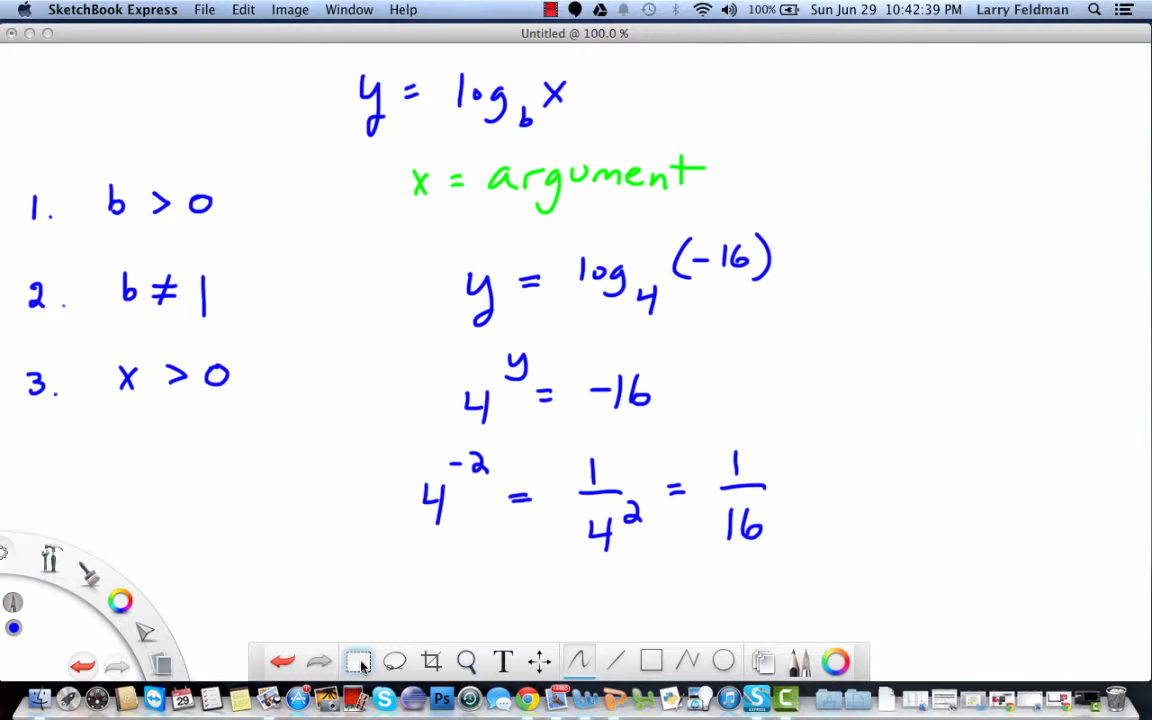 SketchBook Express File Edit Image Window Help 100% Sun Jun 29 10:42:39 PM Larry Feldman
Untitled @ 100.0 %
y = log_b x
x = argument
1. b > 0
2. b ≠ 1
3. x > 0
y = log_4 (-16)
4^y = -16
4^-2 = 1/4^2 = 1/16
T